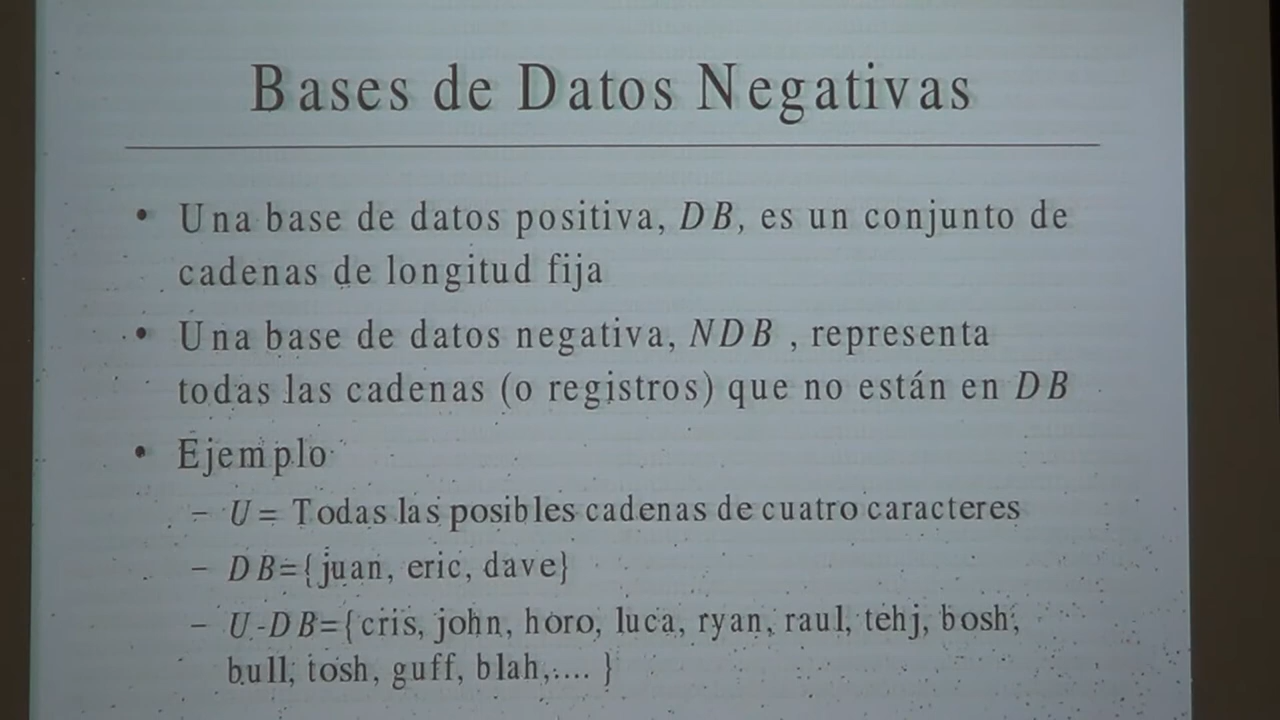 Bases de Datos Negativas
• Una base de datos positiva, DB, es un conjunto de
cadenas de longitud fija
• Una base de datos negativa, NDB , representa
todas las cadenas (o registros) que no están en DB
• Ejemplo
– U = Todas las posibles cadenas de cuatro caracteres
– DB={juan, eric, dave}
– U-DB={cris, john, horo, luca, ryan, raul, tehj, bosh,
bull, tosh, guff, blah,.... }